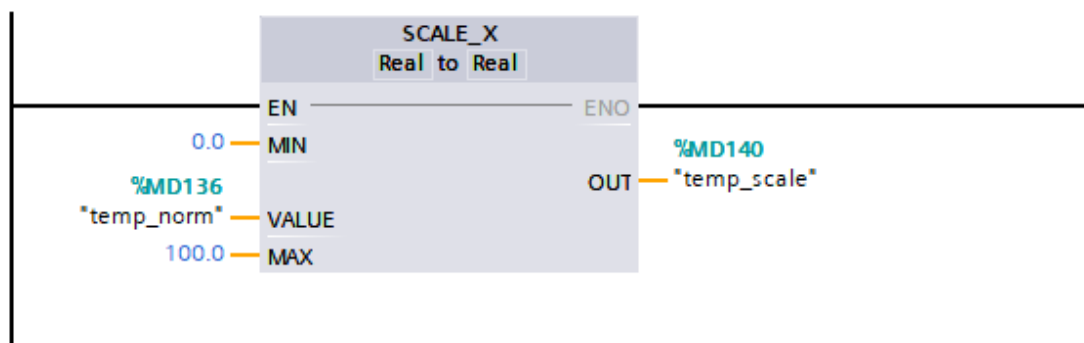 SCALE_X
Real to Real
EN ENO
0.0 MIN
%MD140
%MD136 OUT "temp_scale"
"temp_norm" VALUE
100.0 MAX